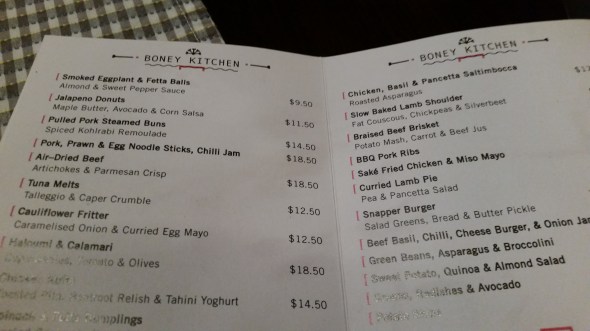 BONEY KITCHEN
Smoked Eggplant & Fetta Balls
Almond & Sweet Pepper Sauce
$9.50
Jalapeno Donuts
Maple Butter, Avocado & Corn Salsa
$11.50
Pulled Pork Steamed Buns
Spiced Kohlrabi Remoulade
$14.50
Pork, Prawn & Egg Noodle Sticks, Chilli Jam
$18.50
Air-Dried Beef
Artichokes & Parmesan Crisp
$18.50
Tuna Melts
Talleggio & Caper Crumble
$12.50
Cauliflower Fritter
Caramelised Onion & Curried Egg Mayo
$12.50
Haloumi & Calamari
& Olives
$18.50
Relish & Tahini Yoghurt
$14.50
BONEY KITCHEN
Chicken, Basil & Pancetta Saltimbocca
Roasted Asparagus
Slow Baked Lamb Shoulder
Fat Couscous, Chickpeas & Silverbeet
Braised Beef Brisket
Potato Mash, Carrot & Beef Jus
BBQ Pork Ribs
Saké Fried Chicken & Miso Mayo
Curried Lamb Pie
Pea & Pancetta Salad
Snapper Burger
Salad Greens, Bread & Butter Pickle
Beef Basil, Chilli, Cheese Burger, & Onion Jam
Green Beans, Asparagus & Broccolini
Sweet Potato, Quinoa & Almond Salad
Radishes & Avocado